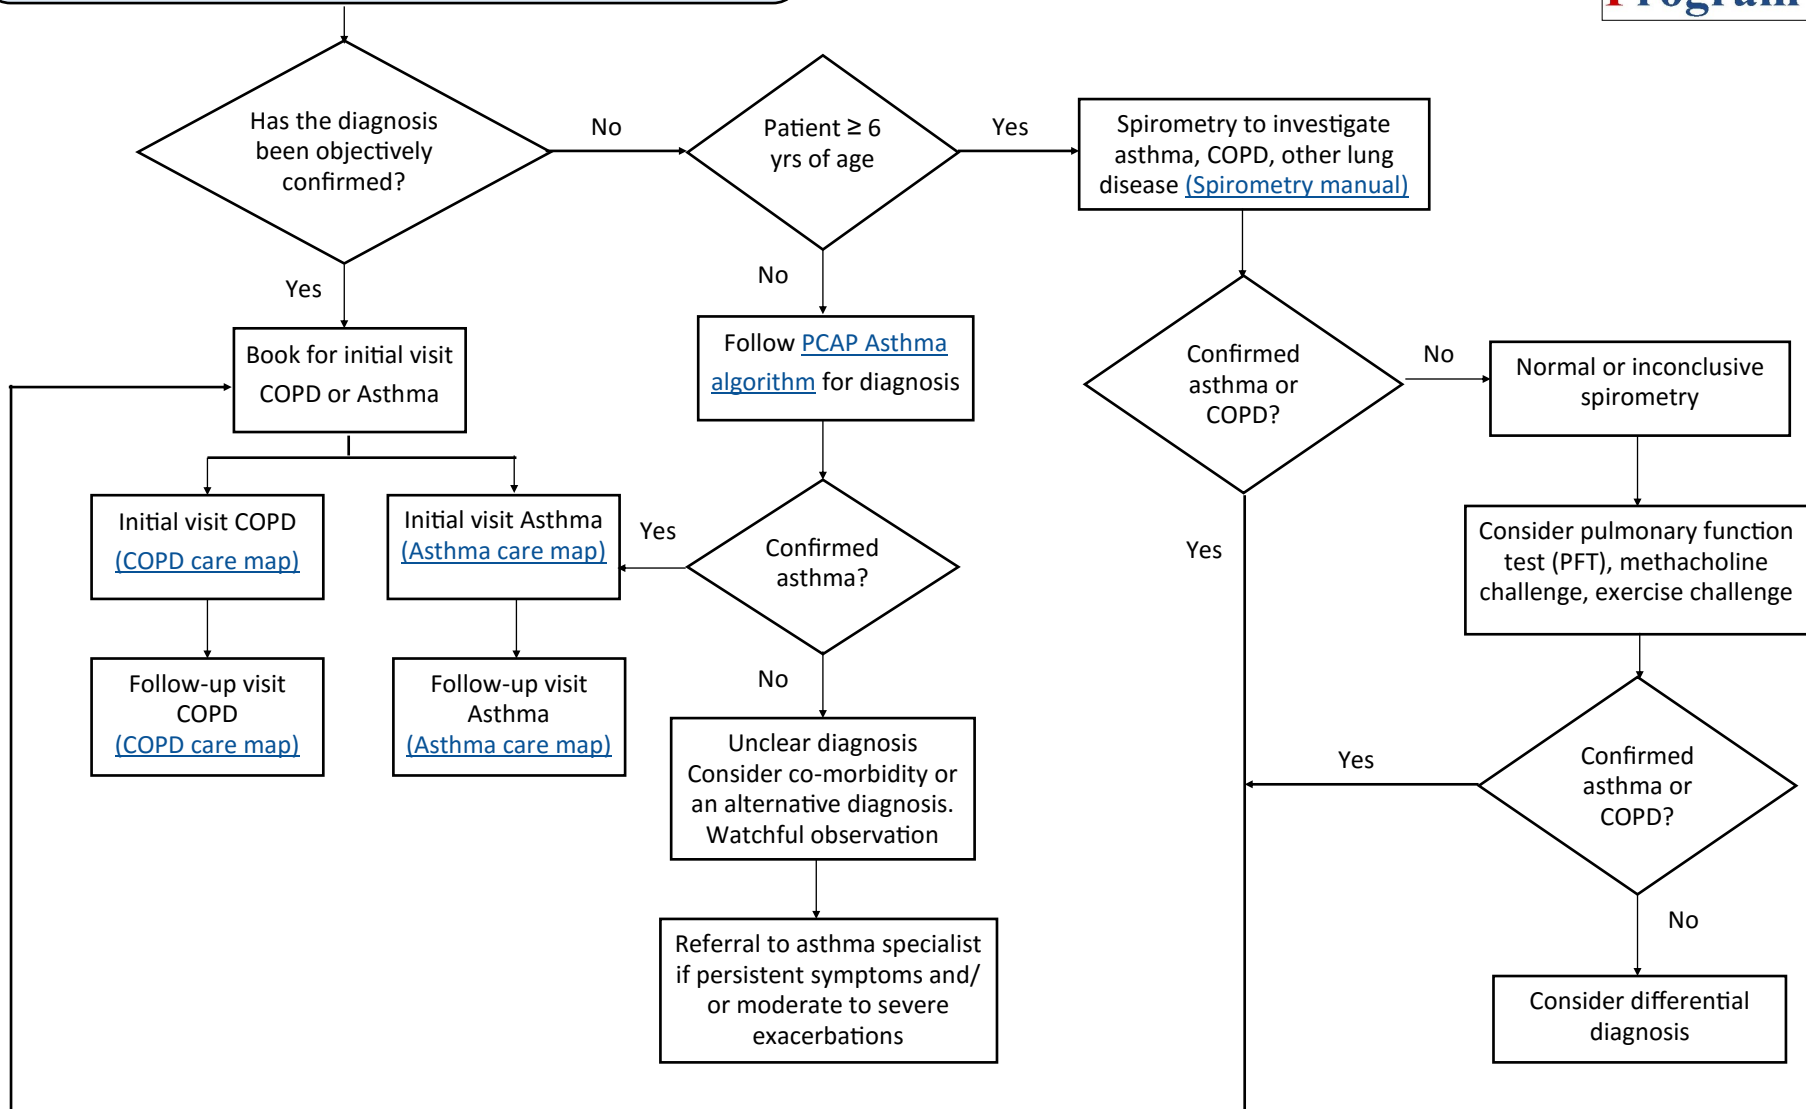 Program
Has the diagnosis
been objectively
confirmed?
No
Patient ≥ 6
yrs of age
Yes
Spirometry to investigate
asthma, COPD, other lung
disease (Spirometry manual)
Yes
No
Book for initial visit
COPD or Asthma
Follow PCAP Asthma
algorithm for diagnosis
Confirmed
asthma or
COPD?
No
Normal or inconclusive
spirometry
Initial visit COPD
(COPD care map)
Initial visit Asthma
(Asthma care map)
Yes
Confirmed
asthma?
Yes
Consider pulmonary function
test (PFT), methacholine
challenge, exercise challenge
Follow-up visit
COPD
(COPD care map)
Follow-up visit
Asthma
(Asthma care map)
No
Unclear diagnosis
Consider co-morbidity or
an alternative diagnosis.
Watchful observation
Yes
Confirmed
asthma or
COPD?
No
Referral to asthma specialist
if persistent symptoms and/
or moderate to severe
exacerbations
Consider differential
diagnosis